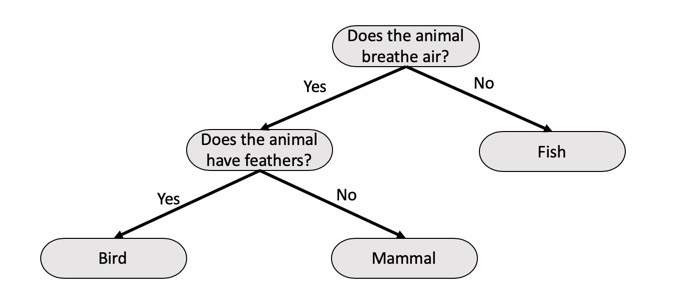 Does the animal
breathe air?
Yes
No
Does the animal
have feathers?
Fish
Yes
No
Bird
Mammal